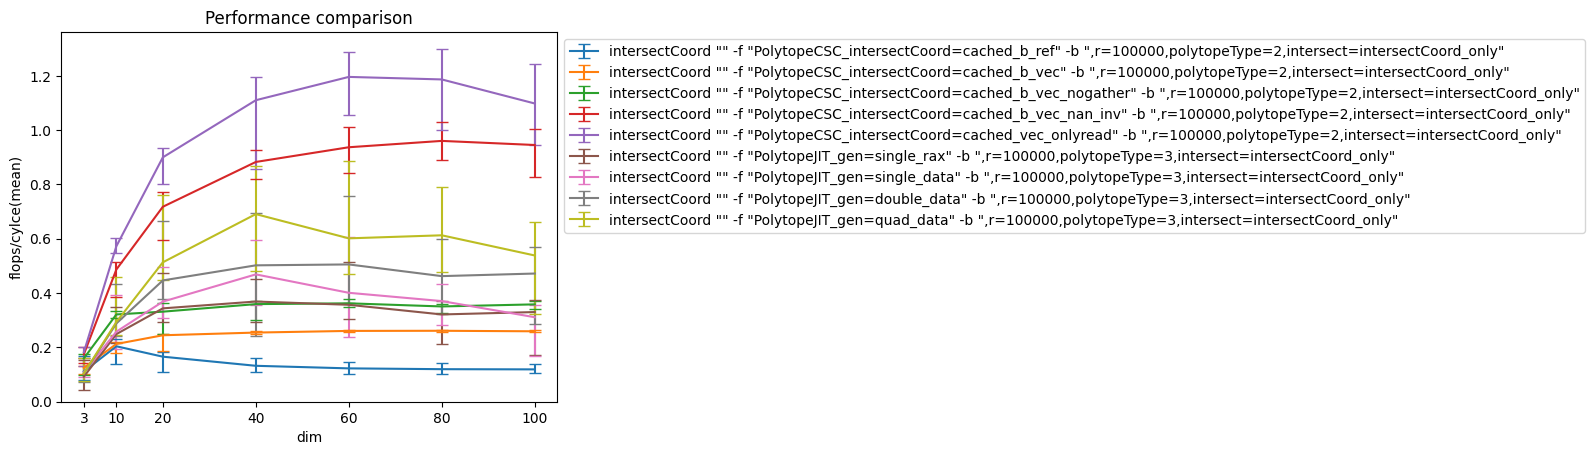 Performance comparison
flops/cylce(mean)
1.2
1.0
0.8
0.6
0.4
0.2
0.0
3 10 20 40 60 80 100
dim
intersectCoord "" -f "PolytopeCSC_intersectCoord=cached_b_ref" -b ",r=100000,polytopeType=2,intersect=intersectCoord_only"
intersectCoord "" -f "PolytopeCSC_intersectCoord=cached_b_vec" -b ",r=100000,polytopeType=2,intersect=intersectCoord_only"
intersectCoord "" -f "PolytopeCSC_intersectCoord=cached_b_vec_nogather" -b ",r=100000,polytopeType=2,intersect=intersectCoord_only"
intersectCoord "" -f "PolytopeCSC_intersectCoord=cached_b_vec_nan_inv" -b ",r=100000,polytopeType=2,intersect=intersectCoord_only"
intersectCoord "" -f "PolytopeCSC_intersectCoord=cached_vec_onlyread" -b ",r=100000,polytopeType=2,intersect=intersectCoord_only"
intersectCoord "" -f "PolytopeJIT_gen=single_rax" -b ",r=100000,polytopeType=3,intersect=intersectCoord_only"
intersectCoord "" -f "PolytopeJIT_gen=single_data" -b ",r=100000,polytopeType=3,intersect=intersectCoord_only"
intersectCoord "" -f "PolytopeJIT_gen=double_data" -b ",r=100000,polytopeType=3,intersect=intersectCoord_only"
intersectCoord "" -f "PolytopeJIT_gen=quad_data" -b ",r=100000,polytopeType=3,intersect=intersectCoord_only"